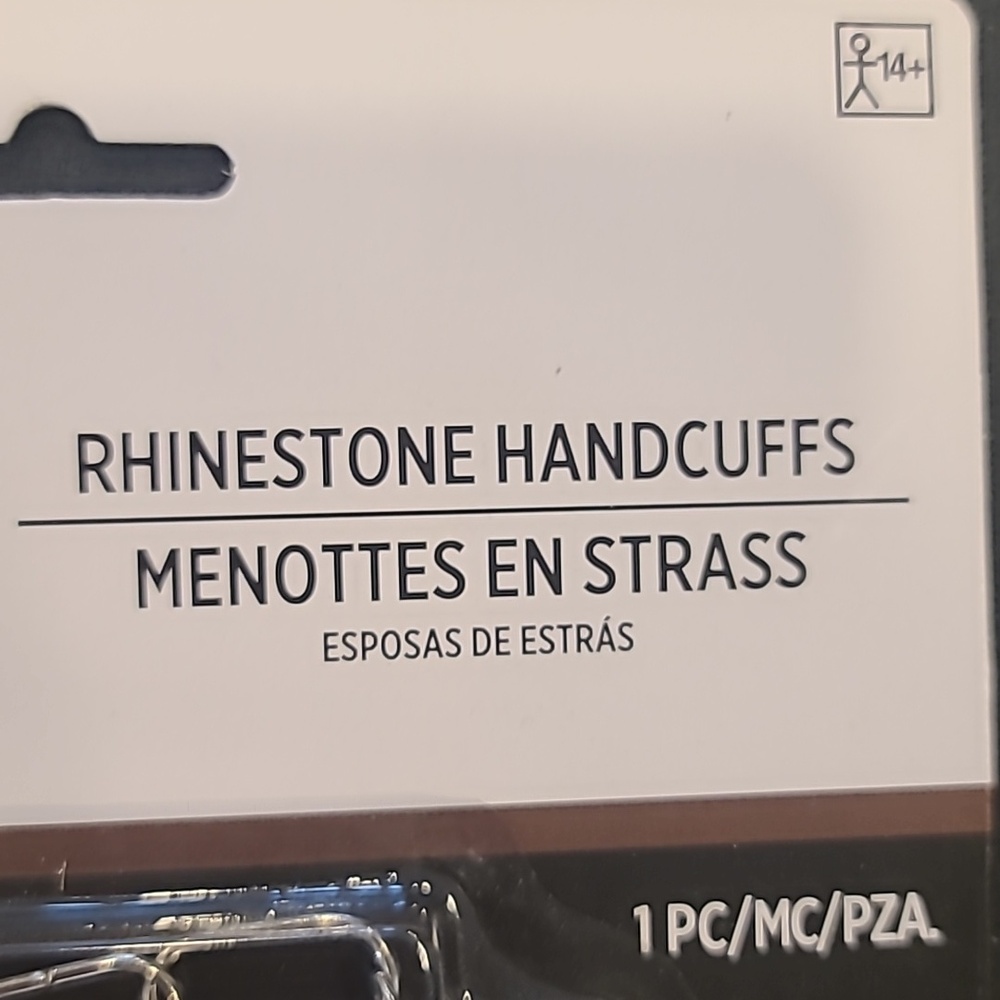 14+
RHINESTONE HANDCUFFS
MENOTTES EN STRASS
ESPOSAS DE ESTRÁS
1 PC/MC/PZA.